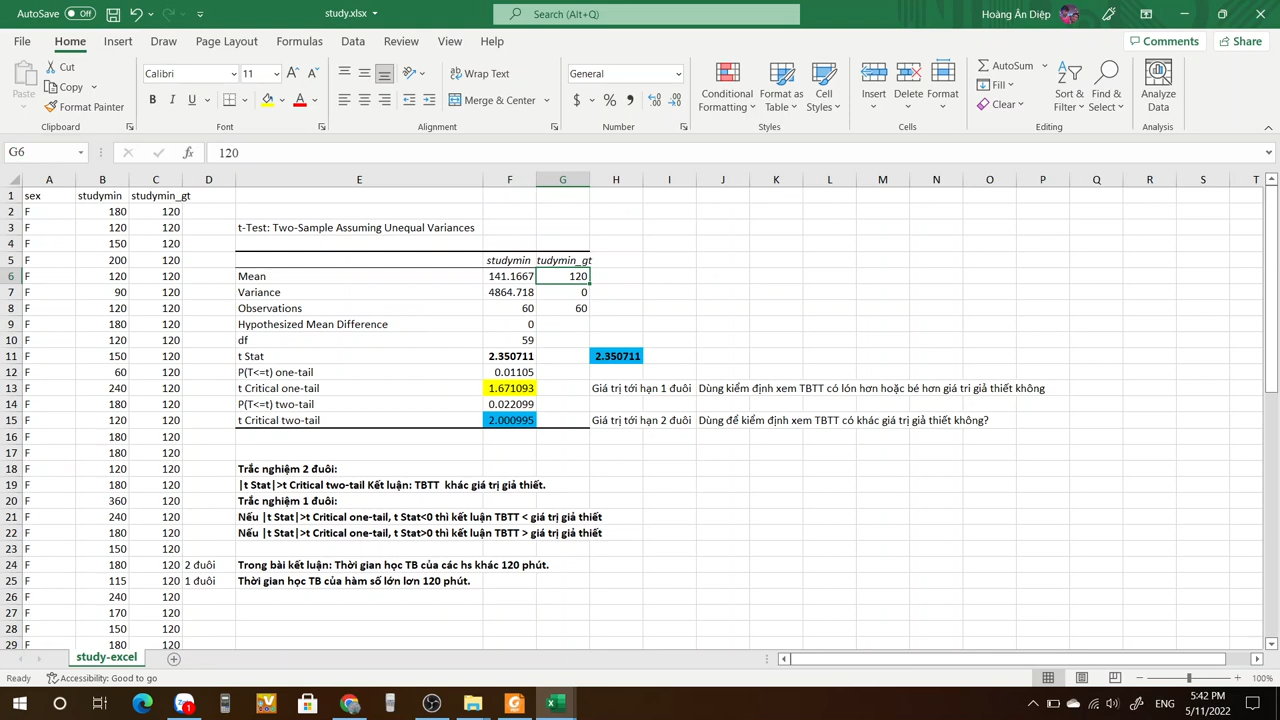 AutoSave Off study.xlsx Search (Alt+Q) Hoàng Ân Diệp
File Home Insert Draw Page Layout Formulas Data Review View Help Comments Share
Paste Cut Copy Format Painter
Calibri 11 A A
B I U A
Wrap Text
Merge & Center
General
$ % ,
Conditional Formatting Format as Table Cell Styles
Insert Delete Format
AutoSum Fill Clear
Sort & Filter Find & Select
Analyze Data
Clipboard Font Alignment Number Styles Cells Editing Analysis
G6 fx 120
A B C D E F G H I J K L M N O P Q R S T
1 sex studymin studymin_gt
2 F 180 120
3 F 120 120 t-Test: Two-Sample Assuming Unequal Variances
4 F 150 120
5 F 200 120 studymin tudymin_gt
6 F 120 120 Mean 141.1667 120
7 F 90 120 Variance 4864.718 0
8 F 120 120 Observations 60 60
9 F 180 120 Hypothesized Mean Difference 0
10 F 120 120 df 59
11 F 150 120 t Stat 2.350711 2.350711
12 F 60 120 P(T<=t) one-tail 0.01105
13 F 240 120 t Critical one-tail 1.671093 Giá trị tới hạn 1 đuôi Dùng kiểm định xem TBTT có lón hơn hoặc bé hơn giá tri giả thiết không
14 F 180 120 P(T<=t) two-tail 0.022099
15 F 120 120 t Critical two-tail 2.000995 Giá trị tới hạn 2 đuôi Dùng để kiểm định xem TBTT có khác giá trị giả thiết không?
16 F 180 120
17 F 180 120
18 F 120 120 Trắc nghiệm 2 đuôi:
19 F 180 120 |t Stat|>t Critical two-tail Kết luận: TBTT khác giá trị giả thiết.
20 F 360 120 Trắc nghiệm 1 đuôi:
21 F 240 120 Nếu |t Stat|>t Critical one-tail, t Stat<0 thì kết luận TBTT < giá trị giả thiết
22 F 180 120 Nếu |t Stat|>t Critical one-tail, t Stat>0 thì kết luận TBTT > giá trị giả thiết
23 F 150 120
24 F 180 120 2 đuôi Trong bài kết luận: Thời gian học TB của các hs khác 120 phút.
25 F 115 120 1 đuôi Thời gian học TB của hàm số lớn lơn 120 phút.
26 F 240 120
27 F 170 120
28 F 150 120
29 F 180 120
study-excel
Ready Accessibility: Good to go 100%
1 ENG 5:42 PM
5/11/2022